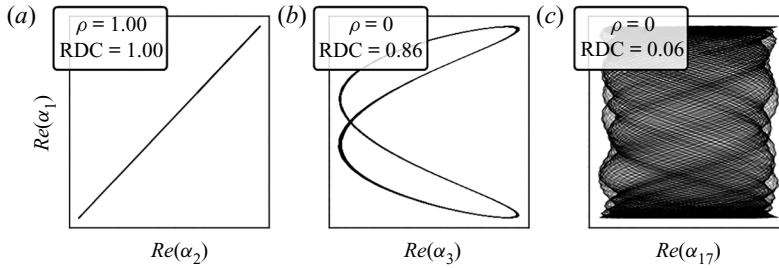 (a)
ρ = 1.00
RDC = 1.00
(b)
ρ = 0
RDC = 0.86
(c)
ρ = 0
RDC = 0.06
Re(α₁)
Re(α₂)
Re(α₃)
Re(α₁₇)